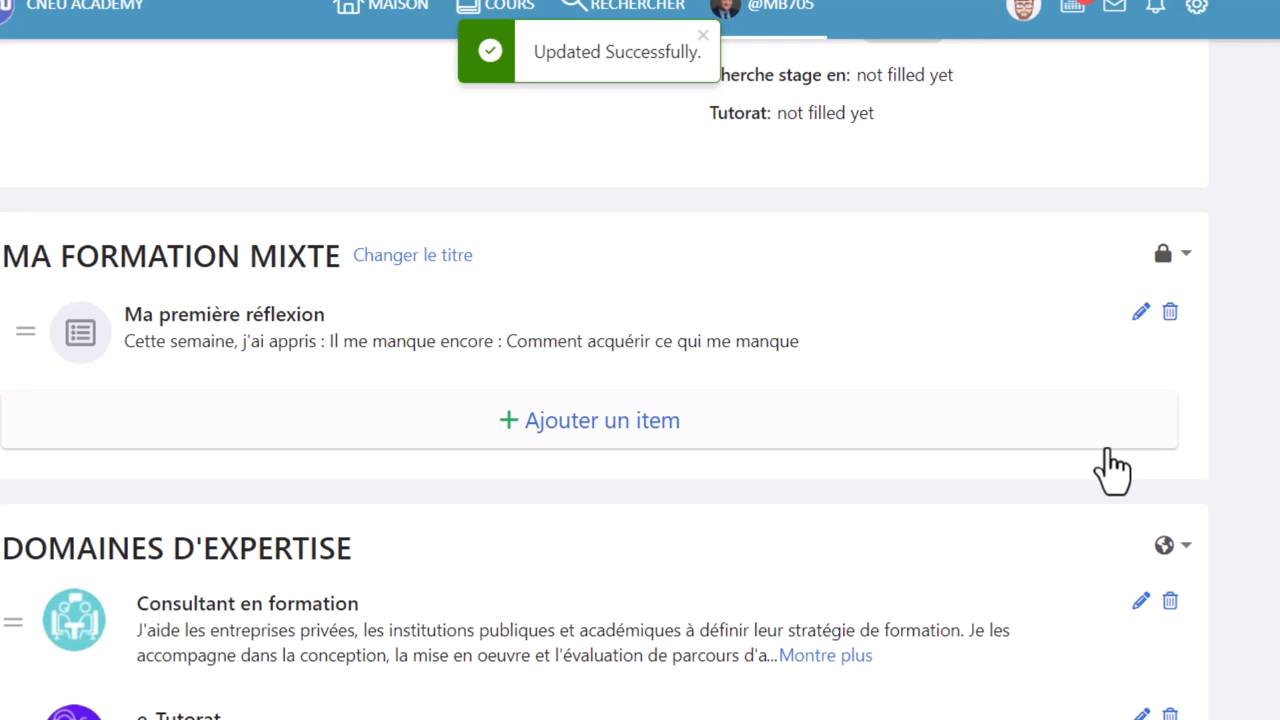 CNEU ACADEMY
MAISON
COURS
RECHERCHER
@MB705
Updated Successfully.
herche stage en: not filled yet
Tutorat: not filled yet
MA FORMATION MIXTE Changer le titre
Ma première réflexion
Cette semaine, j'ai appris : Il me manque encore : Comment acquérir ce qui me manque
+ Ajouter un item
DOMAINES D'EXPERTISE
Consultant en formation
J'aide les entreprises privées, les institutions publiques et académiques à définir leur stratégie de formation. Je les
accompagne dans la conception, la mise en oeuvre et l'évaluation de parcours d'a...Montre plus
e-Tutorat